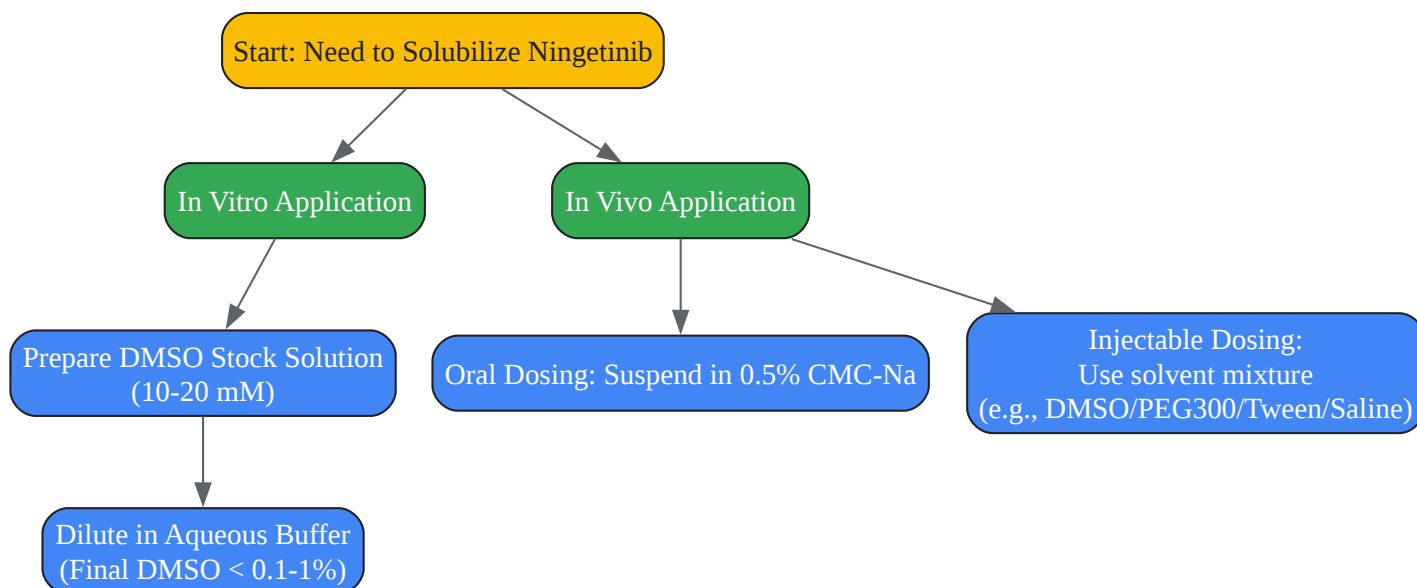 Start: Need to Solubilize Ningetinib
In Vitro Application
In Vivo Application
Prepare DMSO Stock Solution
(10-20 mM)
Oral Dosing: Suspend in 0.5% CMC-Na
Injectable Dosing:
Use solvent mixture
(e.g., DMSO/PEG300/Tween/Saline)
Dilute in Aqueous Buffer
(Final DMSO < 0.1-1%)